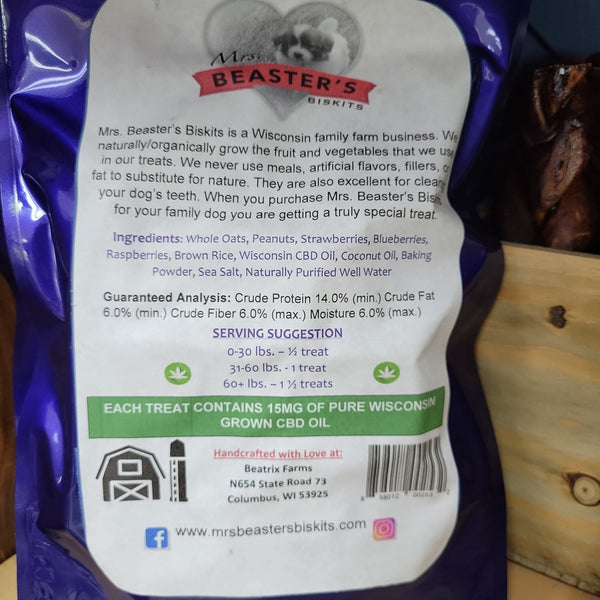 Mrs.
BEASTER'S
BISKITS
Mrs. Beaster's Biskits is a Wisconsin family farm business. We
naturally/organically grow the fruit and vegetables that we use
in our treats. We never use meals, artificial flavors, fillers, o
fat to substitute for nature. They are also excellent for clean
your dog's teeth. When you purchase Mrs. Beaster's Bisk
for your family dog you are getting a truly special treat.
Ingredients: Whole Oats, Peanuts, Strawberries, Blueberries,
Raspberries, Brown Rice, Wisconsin CBD Oil, Coconut Oil, Baking
Powder, Sea Salt, Naturally Purified Well Water
Guaranteed Analysis: Crude Protein 14.0% (min.) Crude Fat
6.0% (min.) Crude Fiber 6.0% (max.) Moisture 6.0% (max.)
SERVING SUGGESTION
0-30 lbs. – ½ treat
31-60 lbs. - 1 treat
60+ lbs. – 1 ½ treats
EACH TREAT CONTAINS 15MG OF PURE WISCONSIN
GROWN CBD OIL
Handcrafted with Love at:
Beatrix Farms
N654 State Road 73
Columbus, WI 53925
www.mrsbeastersbiskits.com